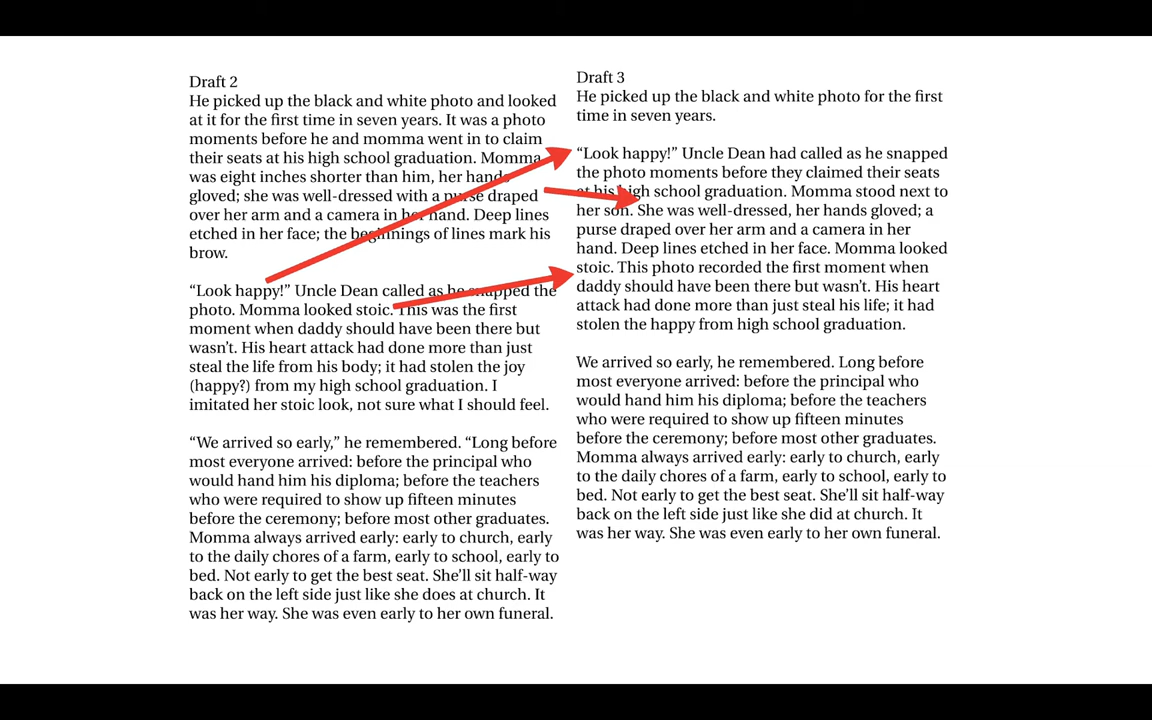 Draft 2
He picked up the black and white photo and looked
at it for the first time in seven years. It was a photo
moments before he and momma went in to claim
their seats at his high school graduation. Momma
was eight inches shorter than him, her hands
gloved; she was well-dressed with a purse draped
over her arm and a camera in her hand. Deep lines
etched in her face; the beginnings of lines mark his
brow.
“Look happy!” Uncle Dean called as he snapped the
photo. Momma looked stoic. This was the first
moment when daddy should have been there but
wasn’t. His heart attack had done more than just
steal the life from his body; it had stolen the joy
(happy?) from my high school graduation. I
imitated her stoic look, not sure what I should feel.
“We arrived so early,” he remembered. “Long before
most everyone arrived: before the principal who
would hand him his diploma; before the teachers
who were required to show up fifteen minutes
before the ceremony; before most other graduates.
Momma always arrived early: early to church, early
to the daily chores of a farm, early to school, early to
bed. Not early to get the best seat. She’ll sit half-way
back on the left side just like she does at church. It
was her way. She was even early to her own funeral.
Draft 3
He picked up the black and white photo for the first
time in seven years.
“Look happy!” Uncle Dean had called as he snapped
the photo moments before they claimed their seats
at his high school graduation. Momma stood next to
her son. She was well-dressed, her hands gloved; a
purse draped over her arm and a camera in her
hand. Deep lines etched in her face. Momma looked
stoic. This photo recorded the first moment when
daddy should have been there but wasn’t. His heart
attack had done more than just steal his life; it had
stolen the happy from high school graduation.
We arrived so early, he remembered. Long before
most everyone arrived: before the principal who
would hand him his diploma; before the teachers
who were required to show up fifteen minutes
before the ceremony; before most other graduates.
Momma always arrived early: early to church, early
to the daily chores of a farm, early to school, early to
bed. Not early to get the best seat. She’ll sit half-way
back on the left side just like she did at church. It
was her way. She was even early to her own funeral.